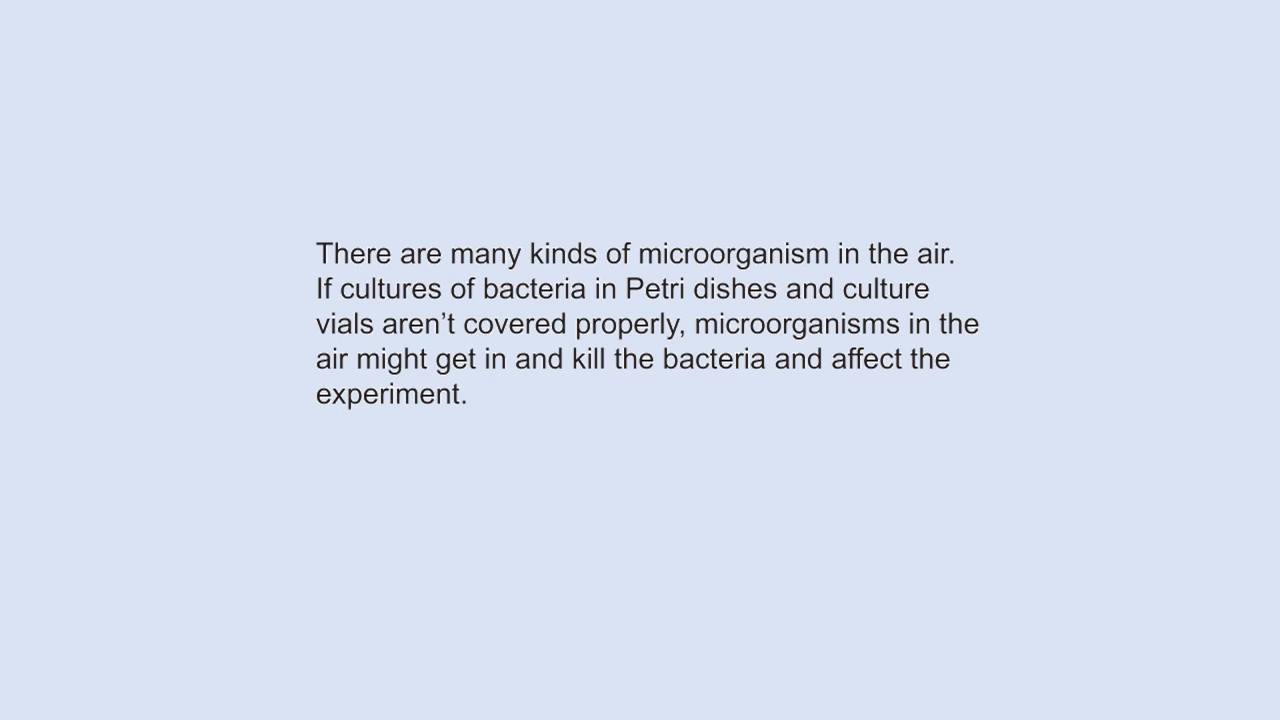 There are many kinds of microorganism in the air.
If cultures of bacteria in Petri dishes and culture
vials aren’t covered properly, microorganisms in the
air might get in and kill the bacteria and affect the
experiment.